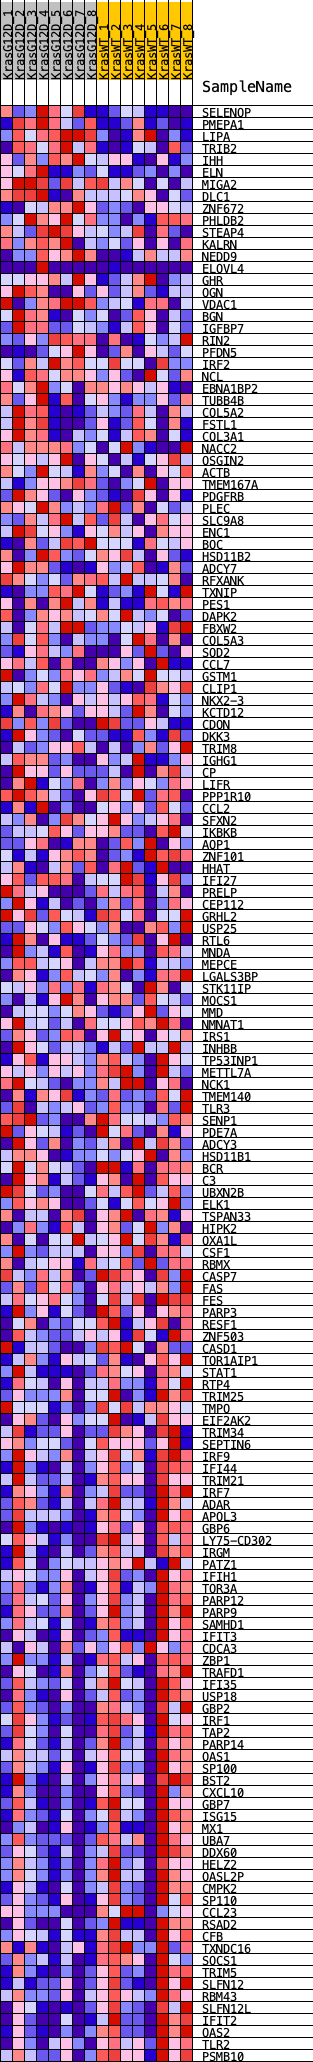 KrasG12D_1
KrasG12D_2
KrasG12D_3
KrasG12D_4
KrasG12D_5
KrasG12D_6
KrasG12D_7
KrasG12D_8
KrasWT_1
KrasWT_2
KrasWT_3
KrasWT_4
KrasWT_5
KrasWT_6
KrasWT_7
KrasWT_8
SampleName
SELENOP
PMEPA1
LIPA
TRIB2
IHH
ELN
MIGA2
DLC1
ZNF672
PHLDB2
STEAP4
KALRN
NEDD9
ELOVL4
GHR
OGN
VDAC1
BGN
IGFBP7
RIN2
PFDN5
IRF2
NCL
EBNA1BP2
TUBB4B
COL5A2
FSTL1
COL3A1
NACC2
OSGIN2
ACTB
TMEM167A
PDGFRB
PLEC
SLC9A8
ENC1
BOC
HSD11B2
ADCY7
RFXANK
TXNIP
PES1
DAPK2
FBXW2
COL5A3
SOD2
CCL7
GSTM1
CLIP1
NKX2-3
KCTD12
CDON
DKK3
TRIM8
IGHG1
CP
LIFR
PPP1R10
CCL2
SFXN2
IKBKB
AQP1
ZNF101
HHAT
IFI27
PRELP
CEP112
GRHL2
USP25
RTL6
MNDA
MEPCE
LGALS3BP
STK11IP
MOCS1
MMD
NMNAT1
IRS1
INHBB
TP53INP1
METTL7A
NCK1
TMEM140
TLR3
SENP1
PDE7A
ADCY3
HSD11B1
BCR
C3
UBXN2B
ELK1
TSPAN33
HIPK2
OXA1L
CSF1
RBMX
CASP7
FAS
FES
PARP3
RESF1
ZNF503
CASD1
TOR1AIP1
STAT1
RTP4
TRIM25
TMPO
EIF2AK2
TRIM34
SEPTIN6
IRF9
IFI44
TRIM21
IRF7
ADAR
APOL3
GBP6
LY75-CD302
IRGM
PATZ1
IFIH1
TOR3A
PARP12
PARP9
SAMHD1
IFIT3
CDCA3
ZBP1
TRAFD1
IFI35
USP18
GBP2
IRF1
TAP2
PARP14
OAS1
SP100
BST2
CXCL10
GBP7
ISG15
MX1
UBA7
DDX60
HELZ2
OASL2P
CMPK2
SP110
CCL23
RSAD2
CFB
TXNDC16
SOCS1
TRIM5
SLFN12
RBM43
SLFN12L
IFIT2
OAS2
TLR2
PSMB10